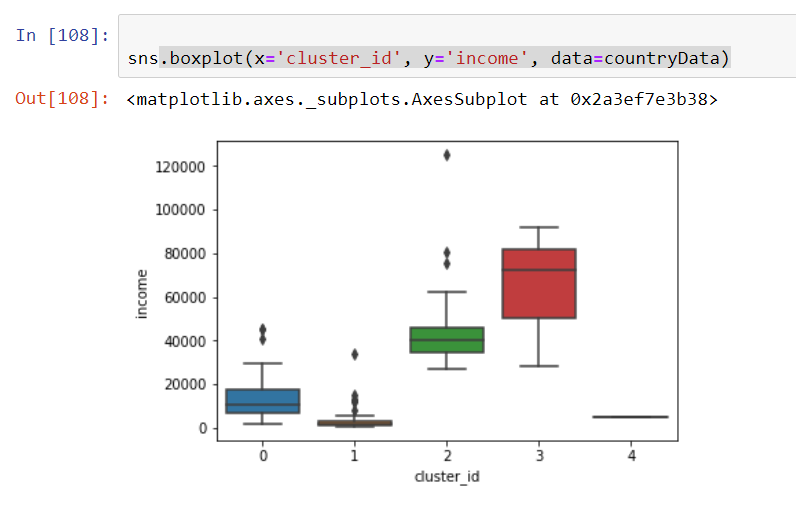 In [108]:
sns.boxplot(x='cluster_id', y='income', data=countryData)
Out[108]: <matplotlib.axes._subplots.AxesSubplot at 0x2a3ef7e3b38>
120000
100000
80000
60000
40000
20000
0
income
0 1 2 3 4
cluster_id